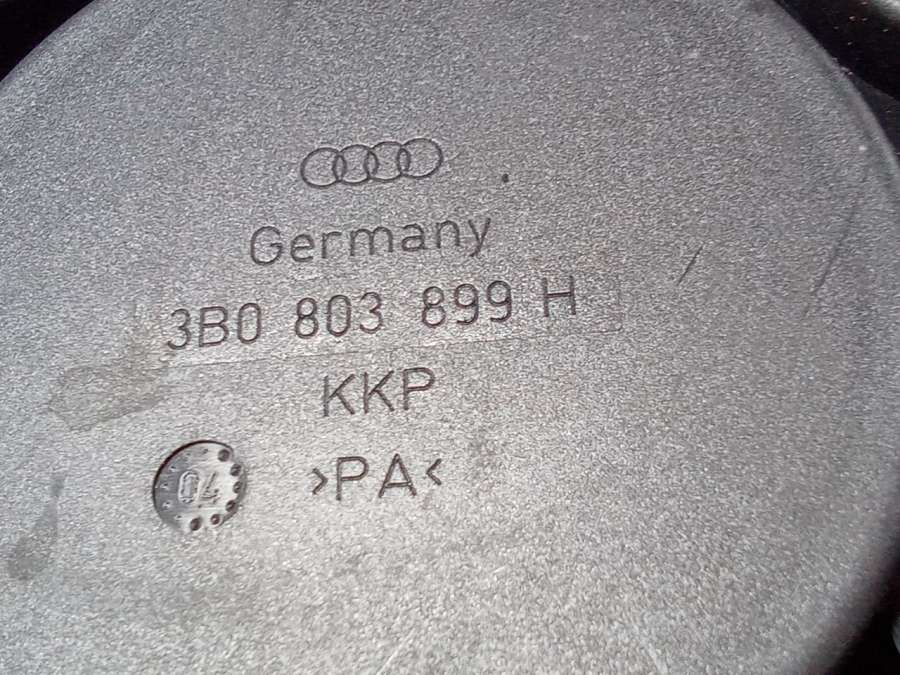 Germany
3B0 803 899 H
KKP
>PA<
04